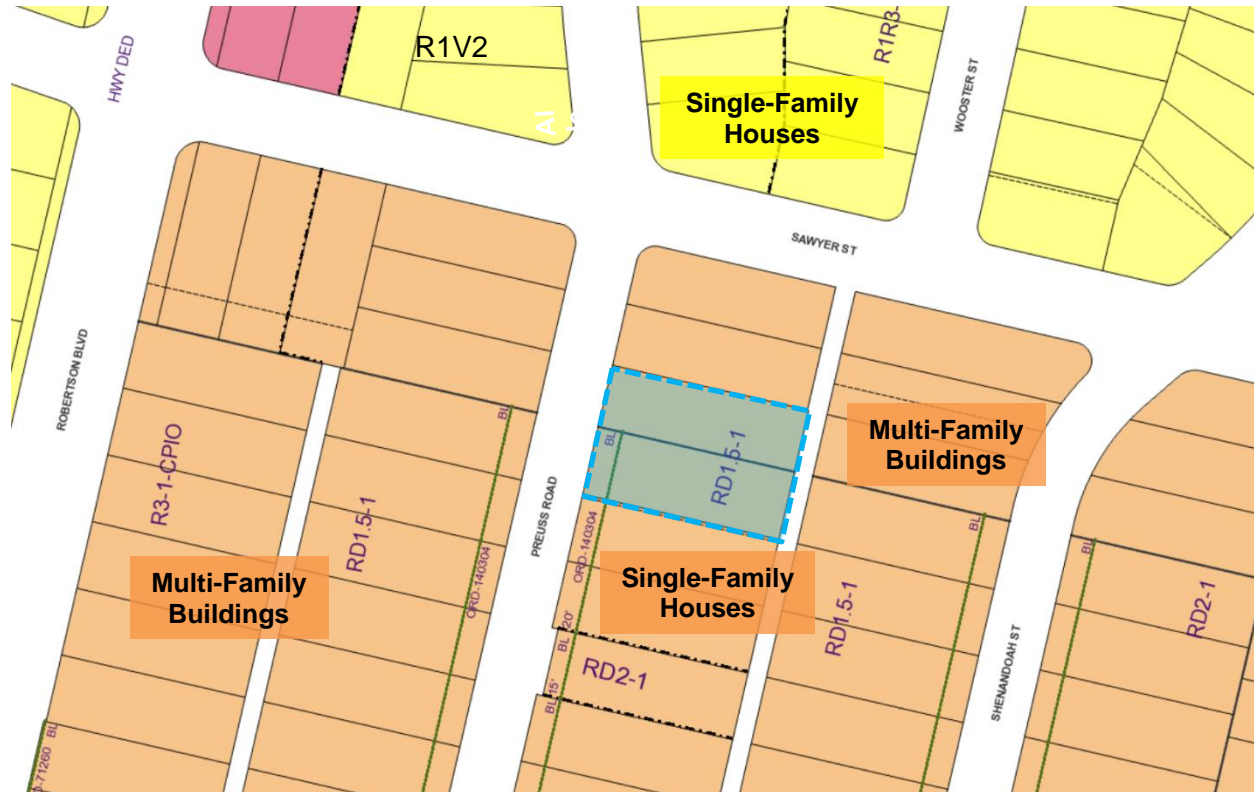 HWY DED
R1V2
R1R3-
WOOSTER ST
Single-Family
Houses
SAWYER ST
ROBERTSON BLVD
BL
BL
RD1.5-1
Multi-Family
Buildings
R3-1-CPIO
RD1.5-1
PREUSS ROAD
BL
BL
ORD-140304
ORD-140304
Multi-Family
Buildings
Single-Family
Houses
RD1.5-1
RD2-1
BL 20'
RD2-1
BL 15'
SHENANDOAH ST
BL
D-71260